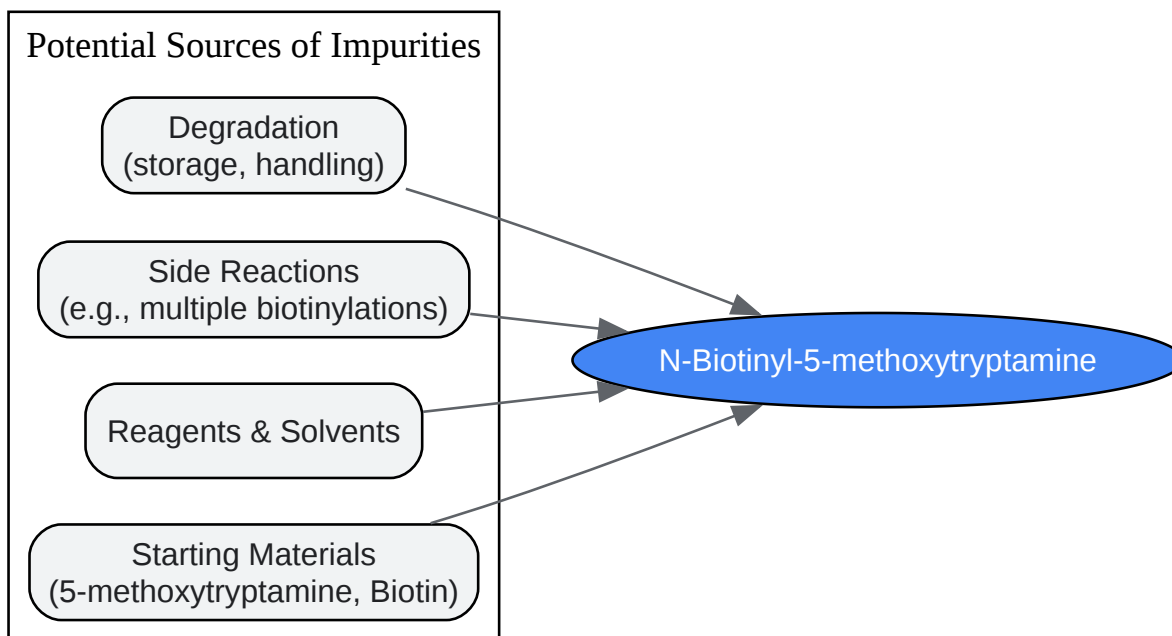 Potential Sources of Impurities
Degradation
(storage, handling)
Side Reactions
(e.g., multiple biotinylations)
Reagents & Solvents
Starting Materials
(5-methoxytryptamine, Biotin)
N-Biotinyl-5-methoxytryptamine